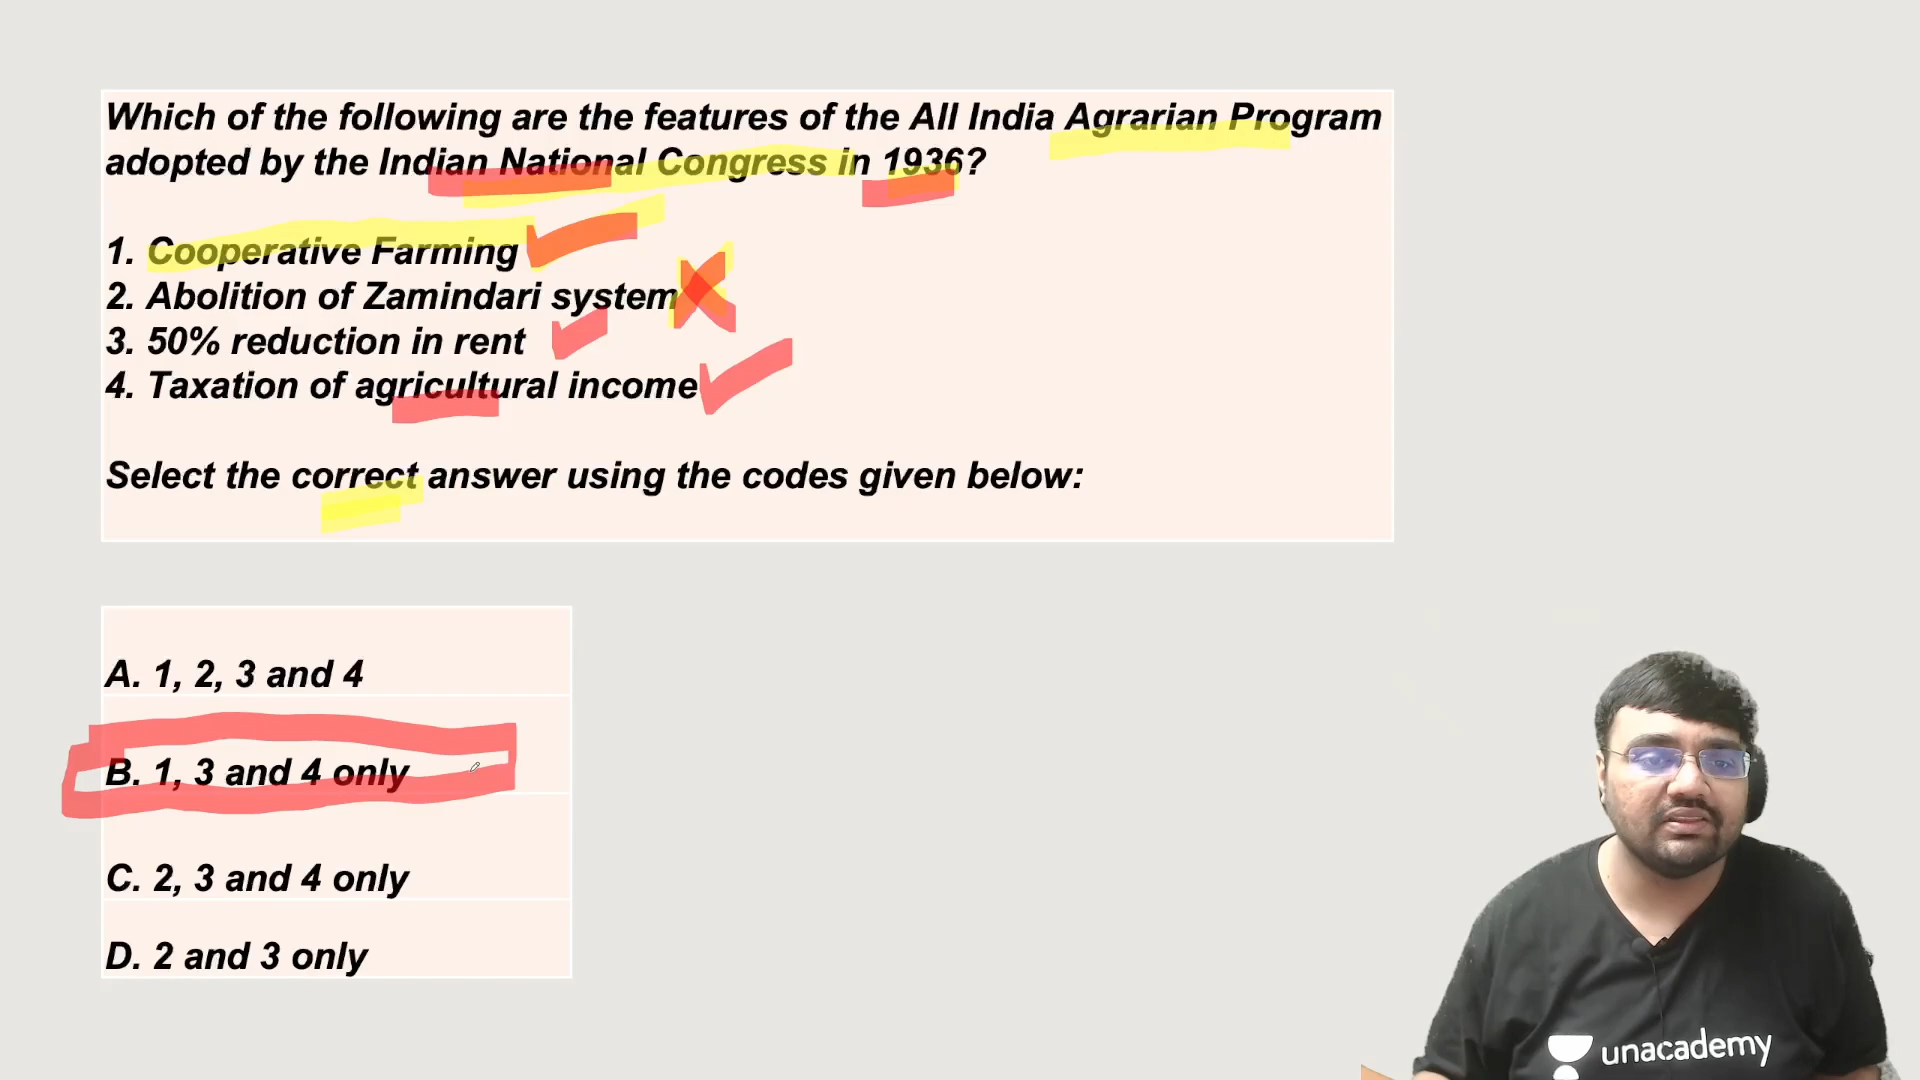 Which of the following are the features of the All India Agrarian Program
adopted by the Indian National Congress in 1936?
1. Cooperative Farming
2. Abolition of Zamindari system
3. 50% reduction in rent
4. Taxation of agricultural income
Select the correct answer using the codes given below:
A. 1, 2, 3 and 4
B. 1, 3 and 4 only
C. 2, 3 and 4 only
D. 2 and 3 only
unacademy